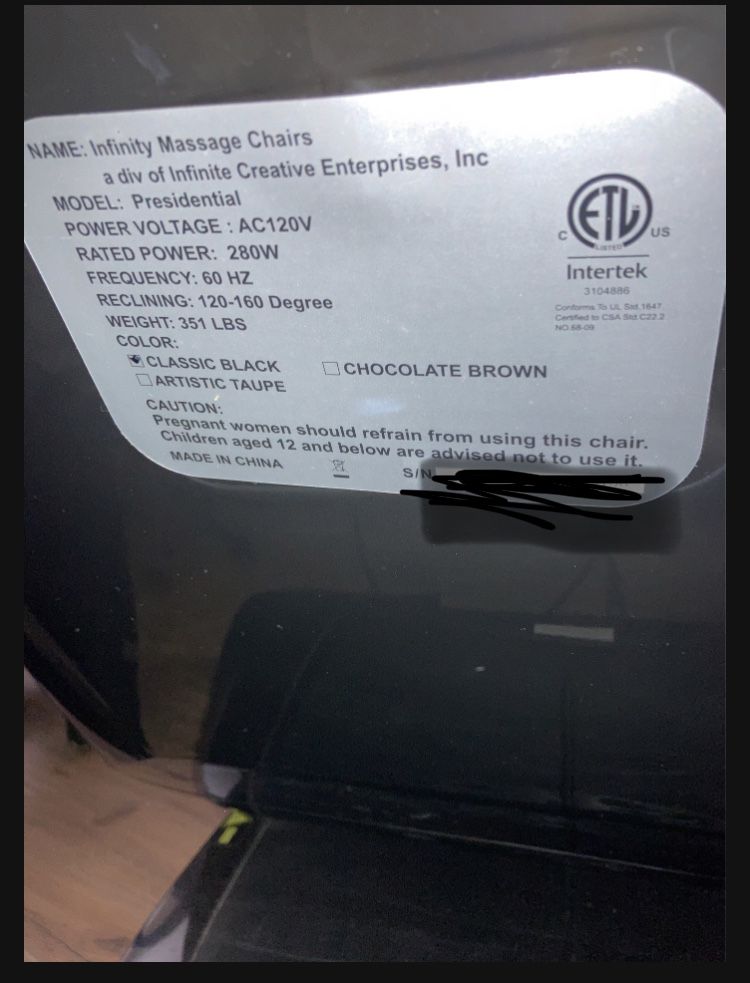 NAME: Infinity Massage Chairs
a div of Infinite Creative Enterprises, Inc
MODEL: Presidential
POWER VOLTAGE : AC120V
RATED POWER: 280W
FREQUENCY: 60 HZ
RECLINING: 120-160 Degree
WEIGHT: 351 LBS
COLOR:
CLASSIC BLACK
CHOCOLATE BROWN
ARTISTIC TAUPE
CAUTION:
Pregnant women should refrain from using this chair.
Children aged 12 and below are advised not to use it.
MADE IN CHINA
S/N
ETL
C US
LISTED
Intertek
3104886
Conforms To UL Std.1647
Certified to CSA Std C22.2
NO.68-09